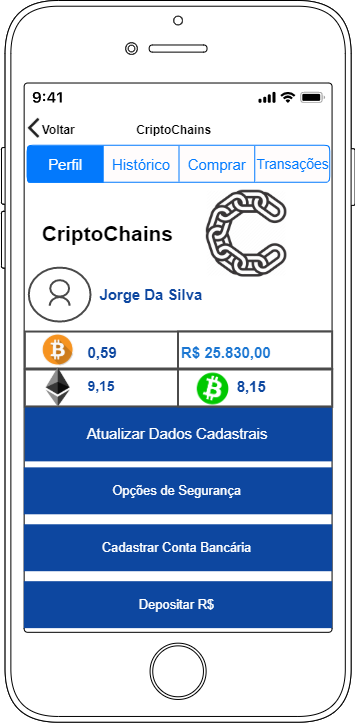 9:41
Voltar CriptoChains
Perfil Histórico Comprar Transações
CriptoChains
Jorge Da Silva
0,59 R$ 25.830,00
9,15 8,15
Atualizar Dados Cadastrais
Opções de Segurança
Cadastrar Conta Bancária
Depositar R$